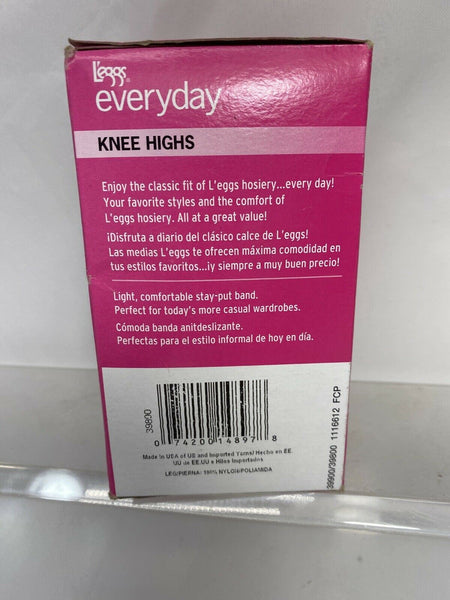 L'eggs®
everyday
KNEE HIGHS
Enjoy the classic fit of L'eggs hosiery...every day!
Your favorite styles and the comfort of
L'eggs hosiery. All at a great value!
¡Disfruta a diario del clásico calce de L'eggs!
Las medias L'eggs te ofrecen máxima comodidad en
tus estilos favoritos...¡y siempre a muy buen precio!
Light, comfortable stay-put band.
Perfect for today's more casual wardrobes.
Cómoda banda anitdeslizante.
Perfectas para el estilo informal de hoy en día.
39800
0 74200 14897 8
Made in USA of US and Imported Yarns/ Hecho en EE.
UU de EE.UU e Hilos Importados
LEG/PIERNA: 100% NYLON/POLIAMIDA
39900/39800 1116612 FCP